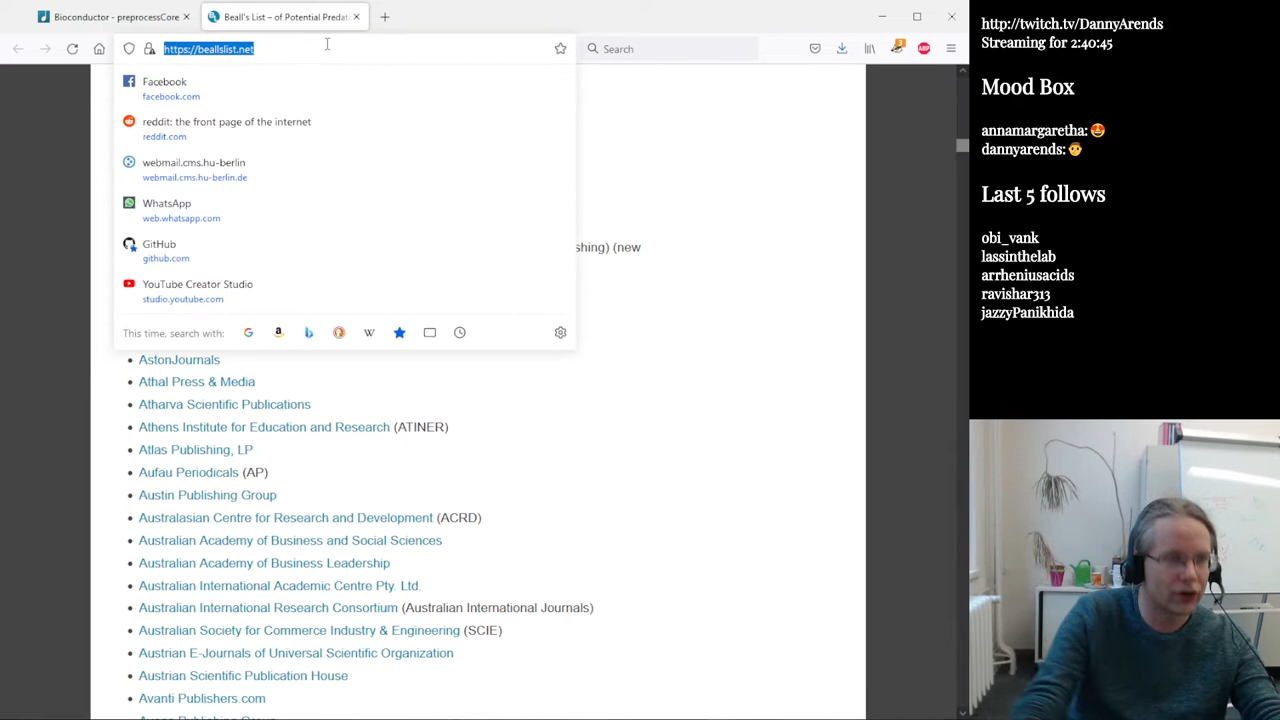 Bioconductor - preprocessCore
Beall's List – of Potential Predat
http://twitch.tv/DannyArends
Streaming for 2:40:45
https://beallslist.net
Search
ABP
Facebook
facebook.com
reddit: the front page of the internet
reddit.com
webmail.cms.hu-berlin
webmail.cms.hu-berlin.de
WhatsApp
web.whatsapp.com
GitHub
github.com
YouTube Creator Studio
studio.youtube.com
This time, search with:
shing) (new
AstonJournals
Athal Press & Media
Atharva Scientific Publications
Athens Institute for Education and Research (ATINER)
Atlas Publishing, LP
Aufau Periodicals (AP)
Austin Publishing Group
Australasian Centre for Research and Development (ACRD)
Australian Academy of Business and Social Sciences
Australian Academy of Business Leadership
Australian International Academic Centre Pty. Ltd.
Australian International Research Consortium (Australian International Journals)
Australian Society for Commerce Industry & Engineering (SCIE)
Austrian E-Journals of Universal Scientific Organization
Austrian Scientific Publication House
Avanti Publishers.com
Mood Box
annamargaretha:
dannyarends:
Last 5 follows
obi_vank
lassinthelab
arrheniusacids
ravishar313
jazzyPanikhida